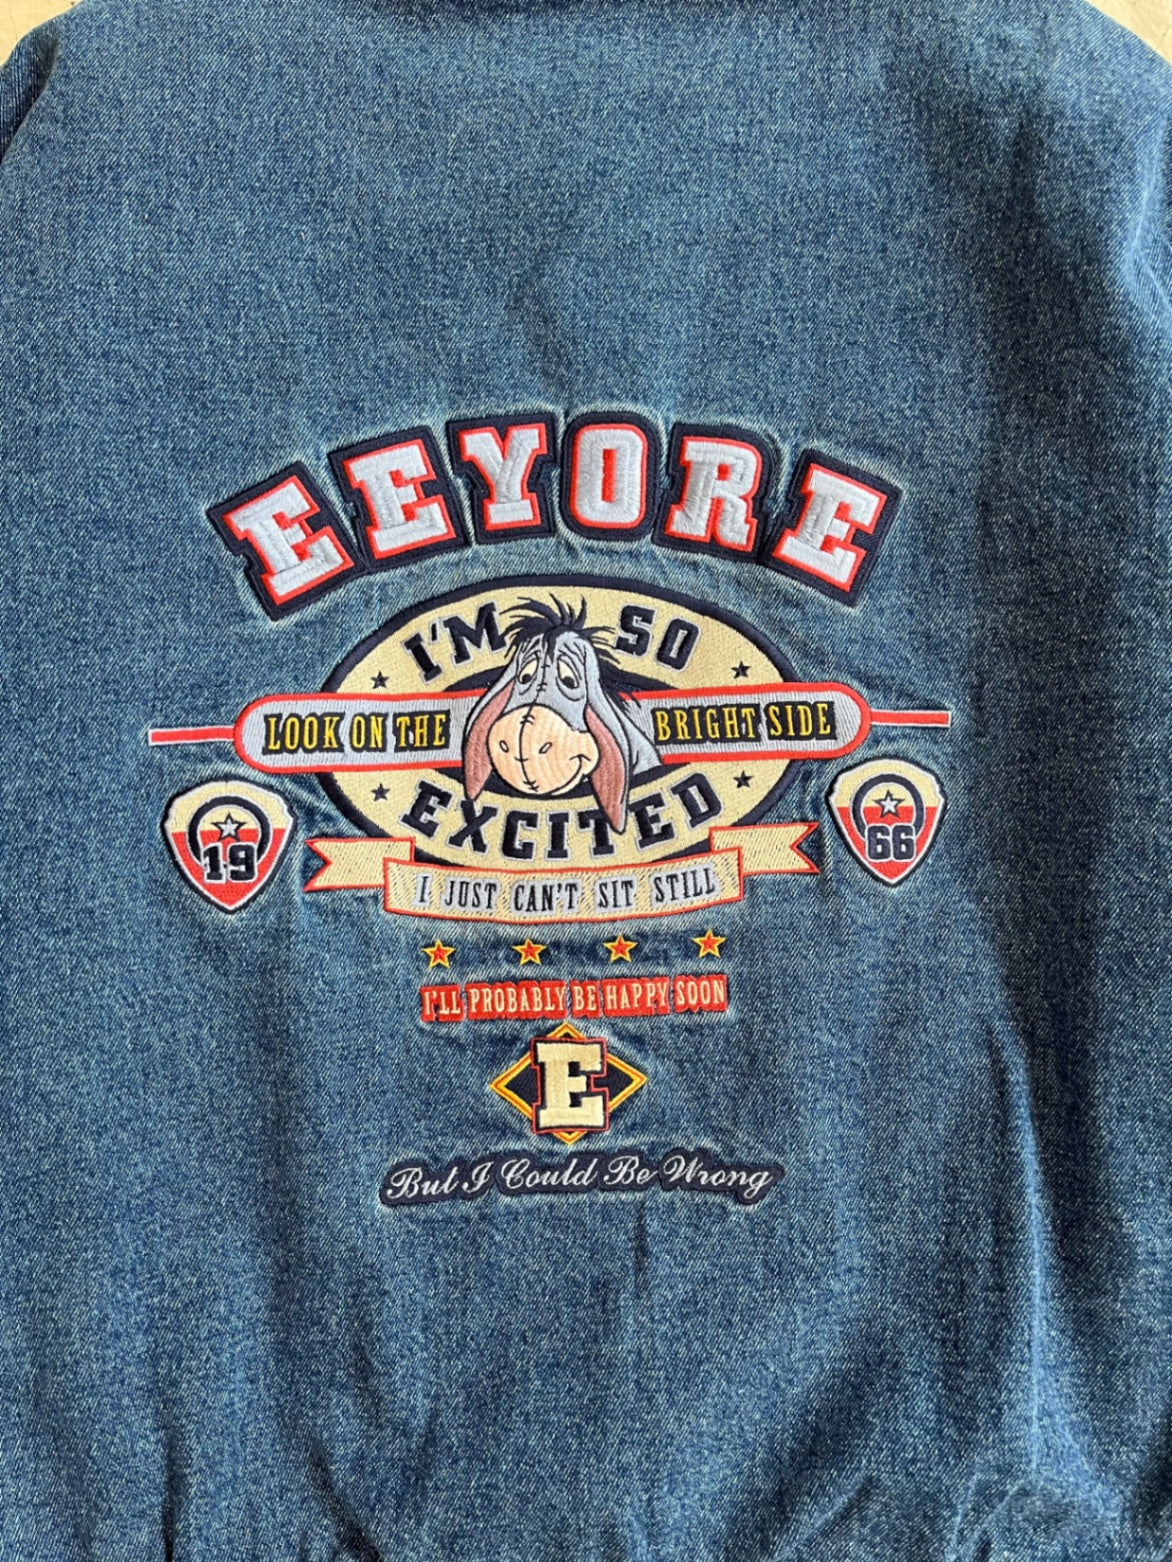 EEYORE
I'M SO
LOOK ON THE BRIGHT SIDE
EXCITED
19 66
I JUST CAN'T SIT STILL
I'LL PROBABLY BE HAPPY SOON
E
But I Could Be Wrong